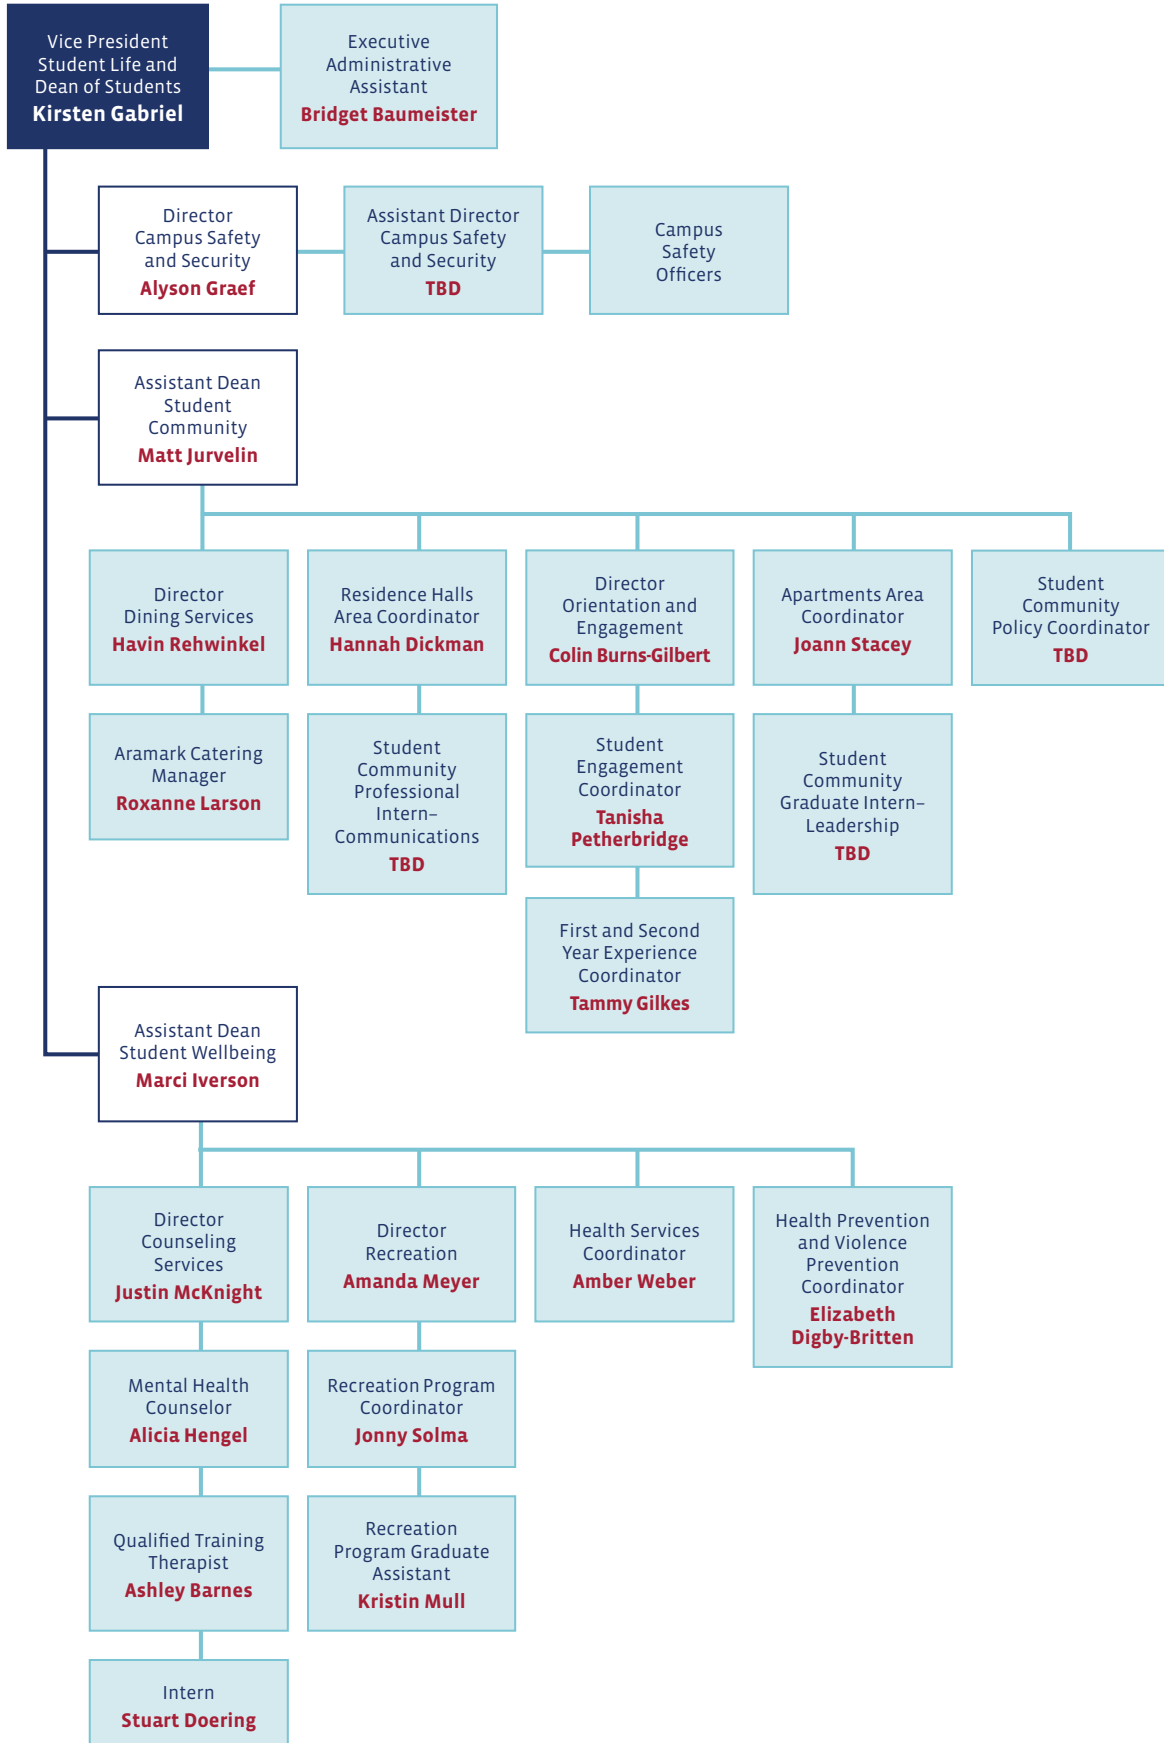 Vice President
Student Life and
Dean of Students
Kirsten Gabriel
Executive
Administrative
Assistant
Bridget Baumeister
Director
Campus Safety
and Security
Alyson Graef
Assistant Director
Campus Safety
and Security
TBD
Campus
Safety
Officers
Assistant Dean
Student
Community
Matt Jurvelin
Director
Dining Services
Havin Rehwinkel
Residence Halls
Area Coordinator
Hannah Dickman
Director
Orientation and
Engagement
Colin Burns-Gilbert
Apartments Area
Coordinator
Joann Stacey
Student
Community
Policy Coordinator
TBD
Aramark Catering
Manager
Roxanne Larson
Student
Community
Professional
Intern–
Communications
TBD
Student
Engagement
Coordinator
Tanisha
Petherbridge
Student
Community
Graduate Intern–
Leadership
TBD
First and Second
Year Experience
Coordinator
Tammy Gilkes
Assistant Dean
Student Wellbeing
Marci Iverson
Director
Counseling
Services
Justin McKnight
Director
Recreation
Amanda Meyer
Health Services
Coordinator
Amber Weber
Health Prevention
and Violence
Prevention
Coordinator
Elizabeth
Digby-Britten
Mental Health
Counselor
Alicia Hengel
Recreation Program
Coordinator
Jonny Solma
Qualified Training
Therapist
Ashley Barnes
Recreation
Program Graduate
Assistant
Kristin Mull
Intern
Stuart Doering